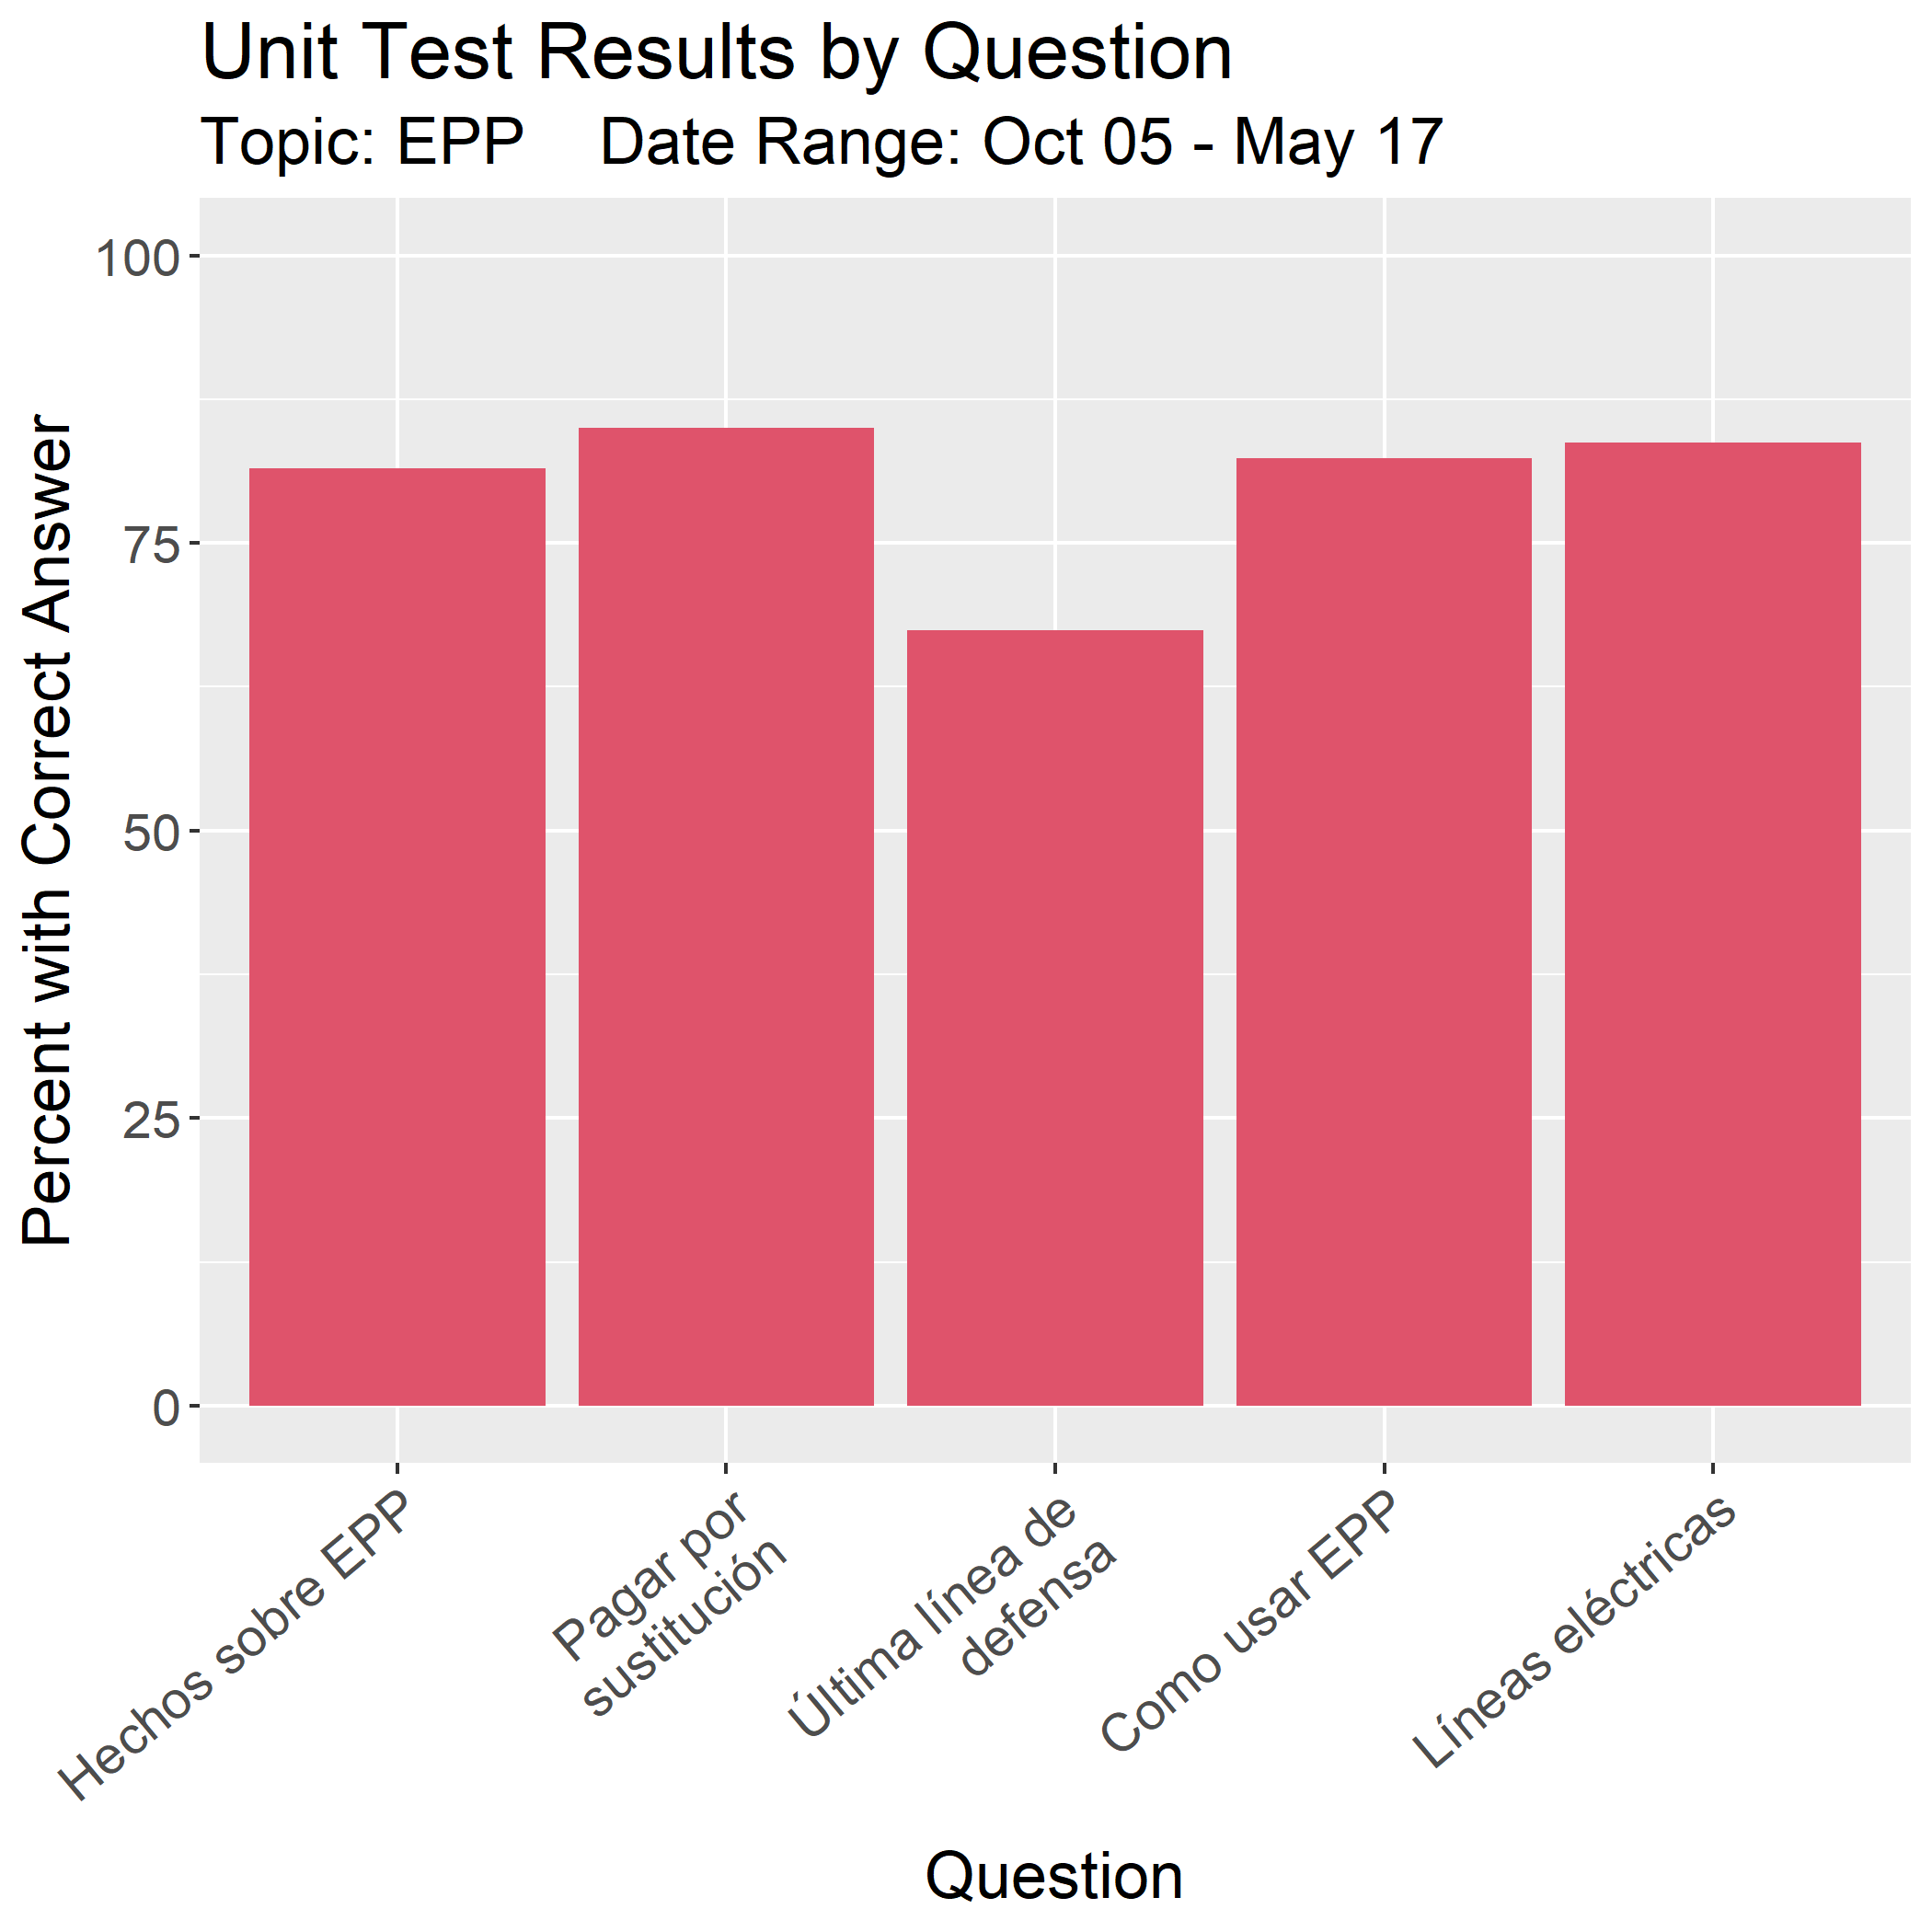 Unit Test Results by Question
Topic: EPP    Date Range: Oct 05 - May 17
Percent with Correct Answer
100
75
50
25
0
Hechos sobre EPP
Pagar por
sustitución
Última línea de
defensa
Como usar EPP
Líneas eléctricas
Question